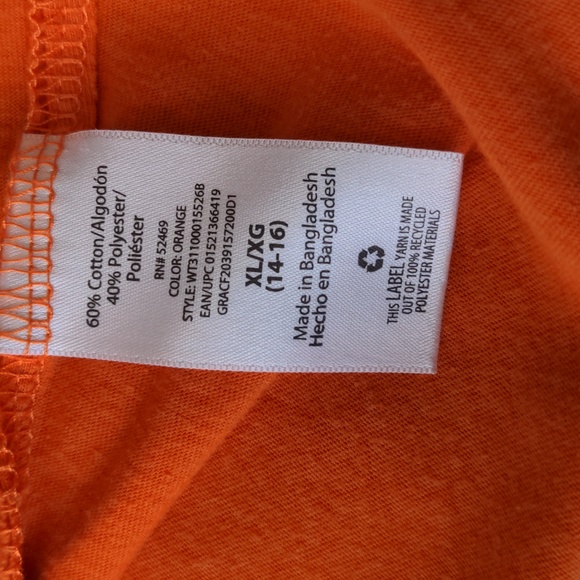 60% Cotton/Algodón
40% Polyester/
Poliéster
RN# 52469
COLOR: ORANGE
STYLE: WT31100015526B
EAN/UPC 01521366419
GRACF2039157200D1
XL/XG
(14-16)
Made in Bangladesh
Hecho en Bangladesh
THIS LABEL YARN IS MADE
OUT OF 100% RECYCLED
POLYESTER MATERIALS